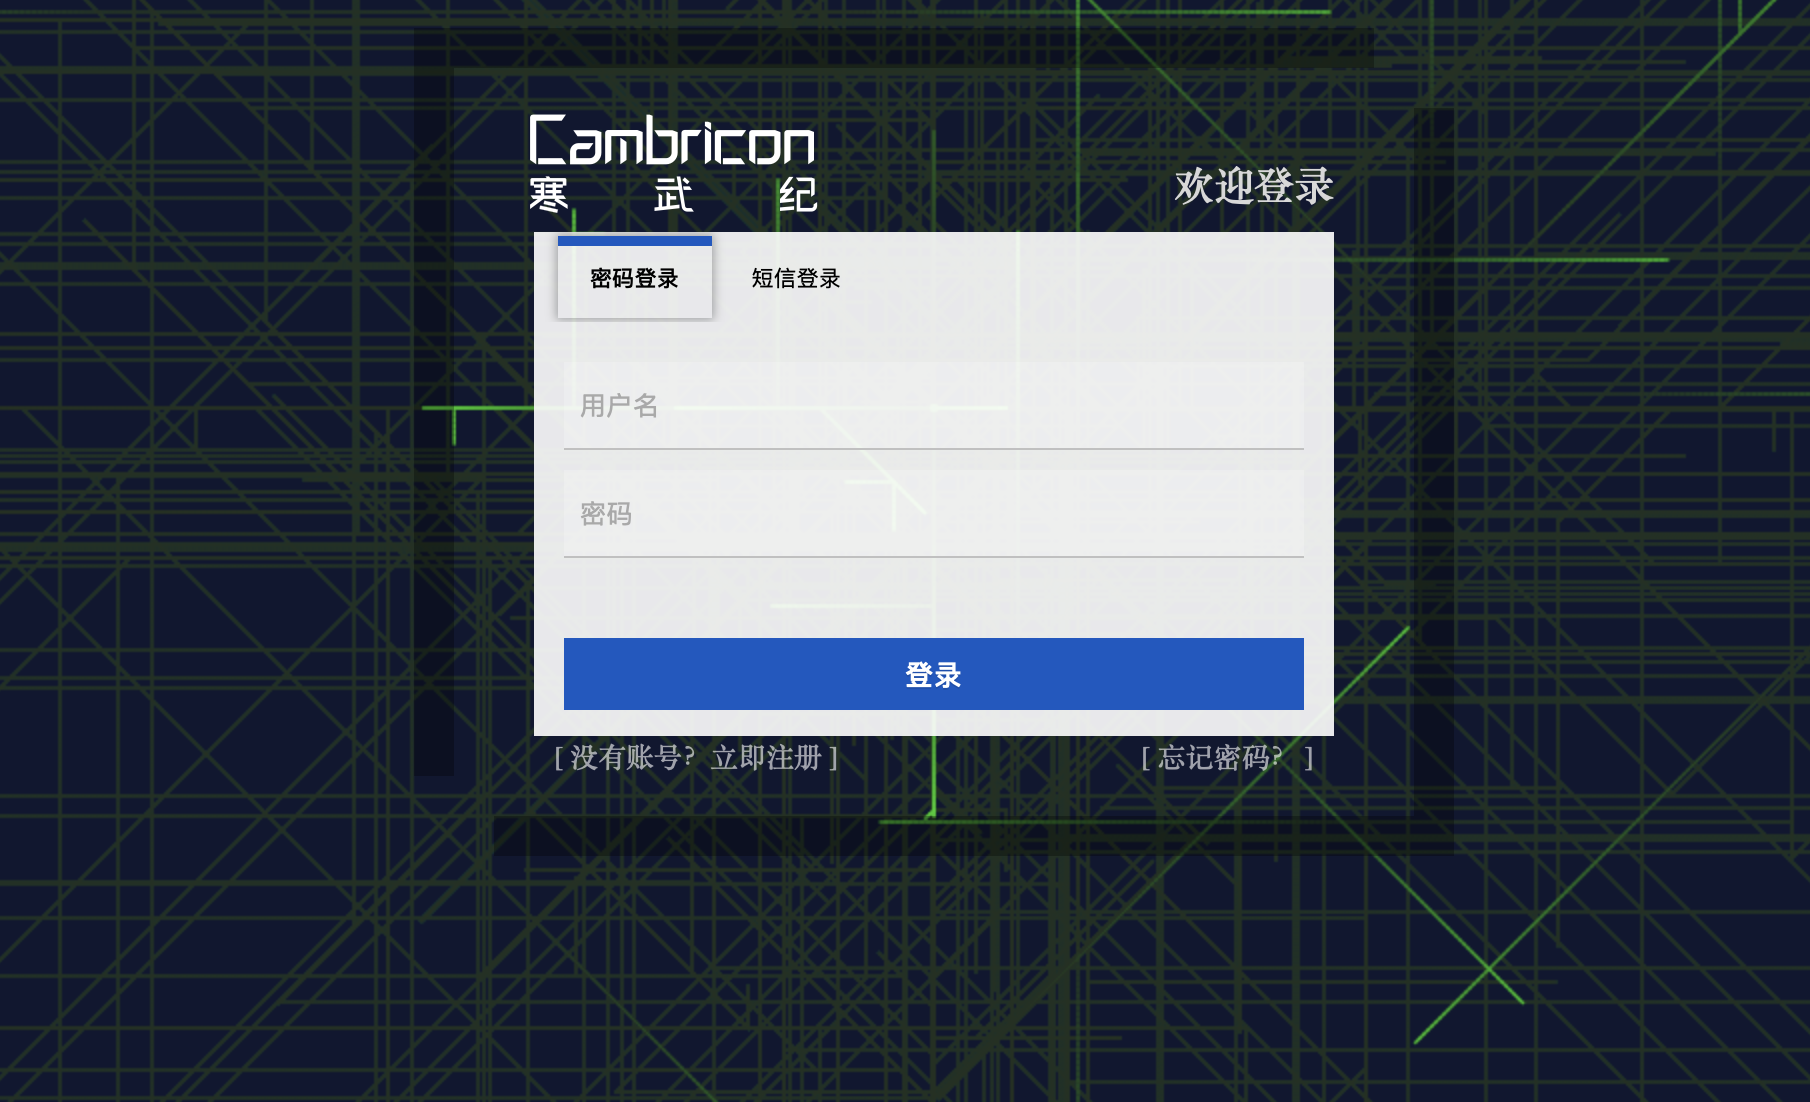 Cambricon
寒武纪
欢迎登录
密码登录
短信登录
用户名
密码
登录
[ 没有账号？立即注册 ]
[ 忘记密码？ ]